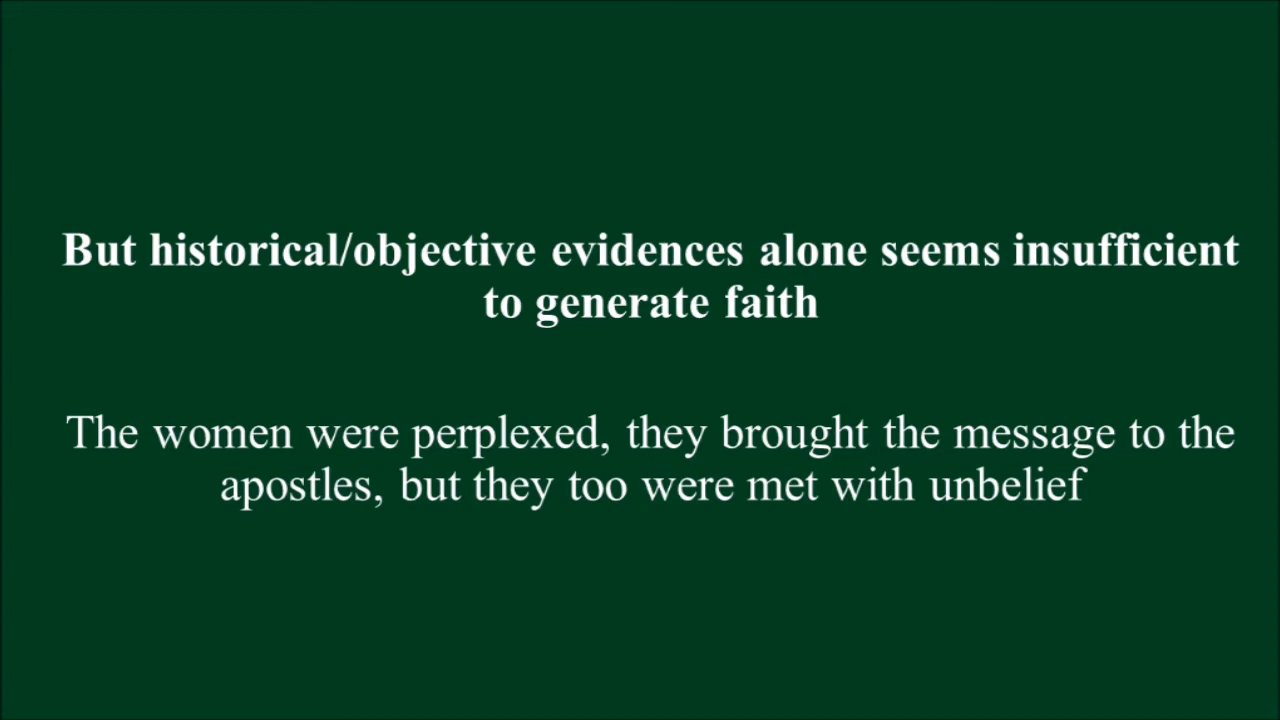 But historical/objective evidences alone seems insufficient
to generate faith
The women were perplexed, they brought the message to the
apostles, but they too were met with unbelief